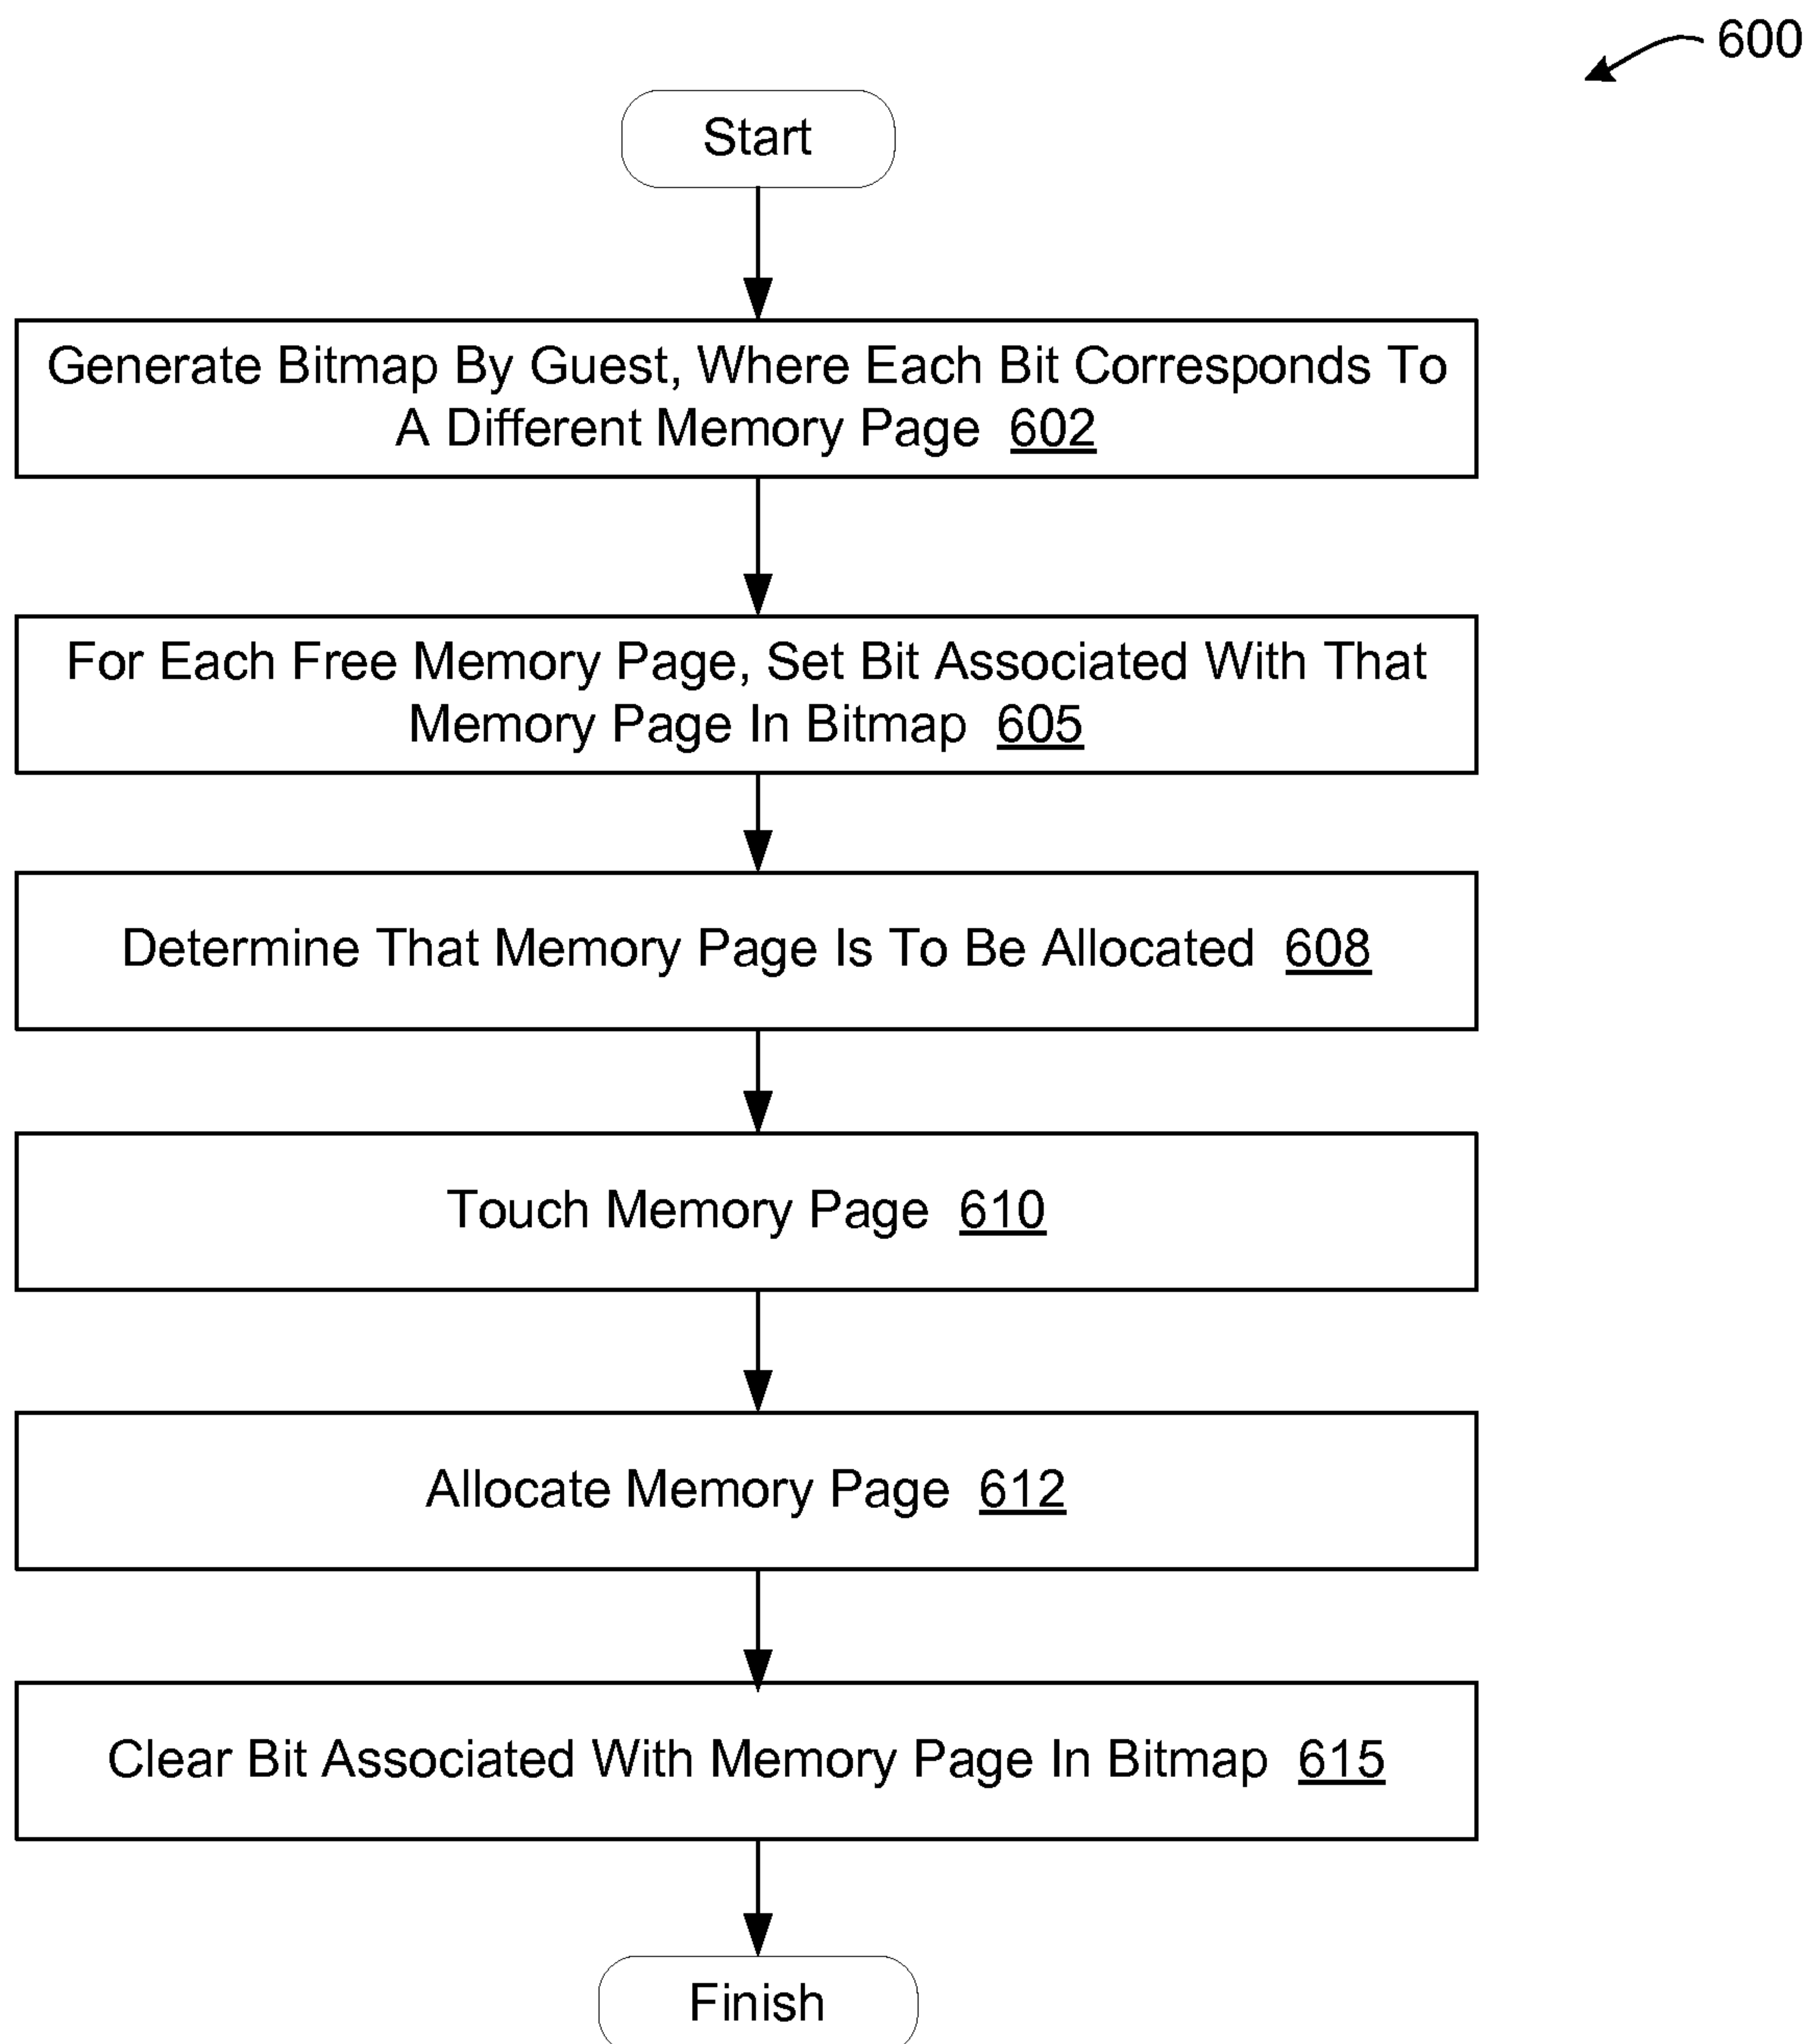 600
Start
Generate Bitmap By Guest, Where Each Bit Corresponds To
A Different Memory Page 602
For Each Free Memory Page, Set Bit Associated With That
Memory Page In Bitmap 605
Determine That Memory Page Is To Be Allocated 608
Touch Memory Page 610
Allocate Memory Page 612
Clear Bit Associated With Memory Page In Bitmap 615
Finish